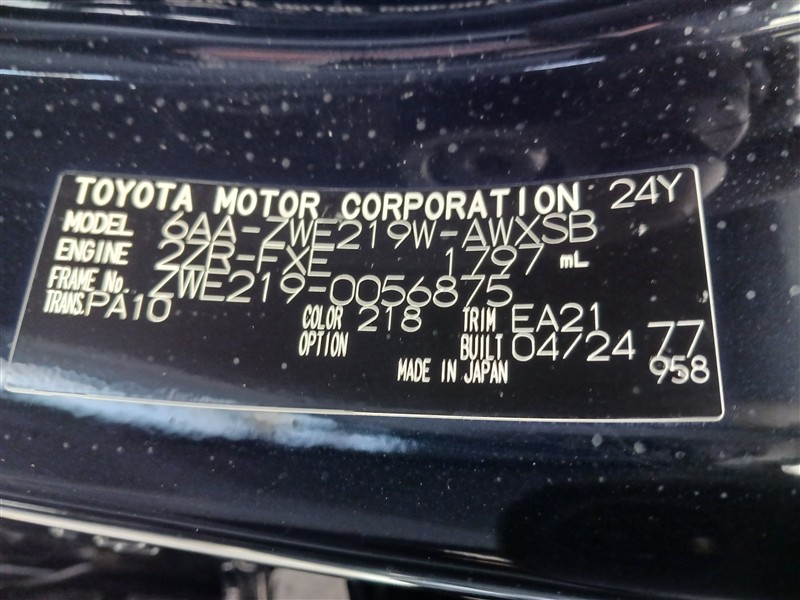 TOYOTA MOTOR CORPORATION 24Y
MODEL 6AA-ZWE219W-AWXSB
ENGINE 2ZR-FXE 1797 mL
FRAME No. ZWE219-0056875
TRANS. PA10 COLOR 218 TRIM EA21
OPTION BUILT 04/24 77
MADE IN JAPAN 958